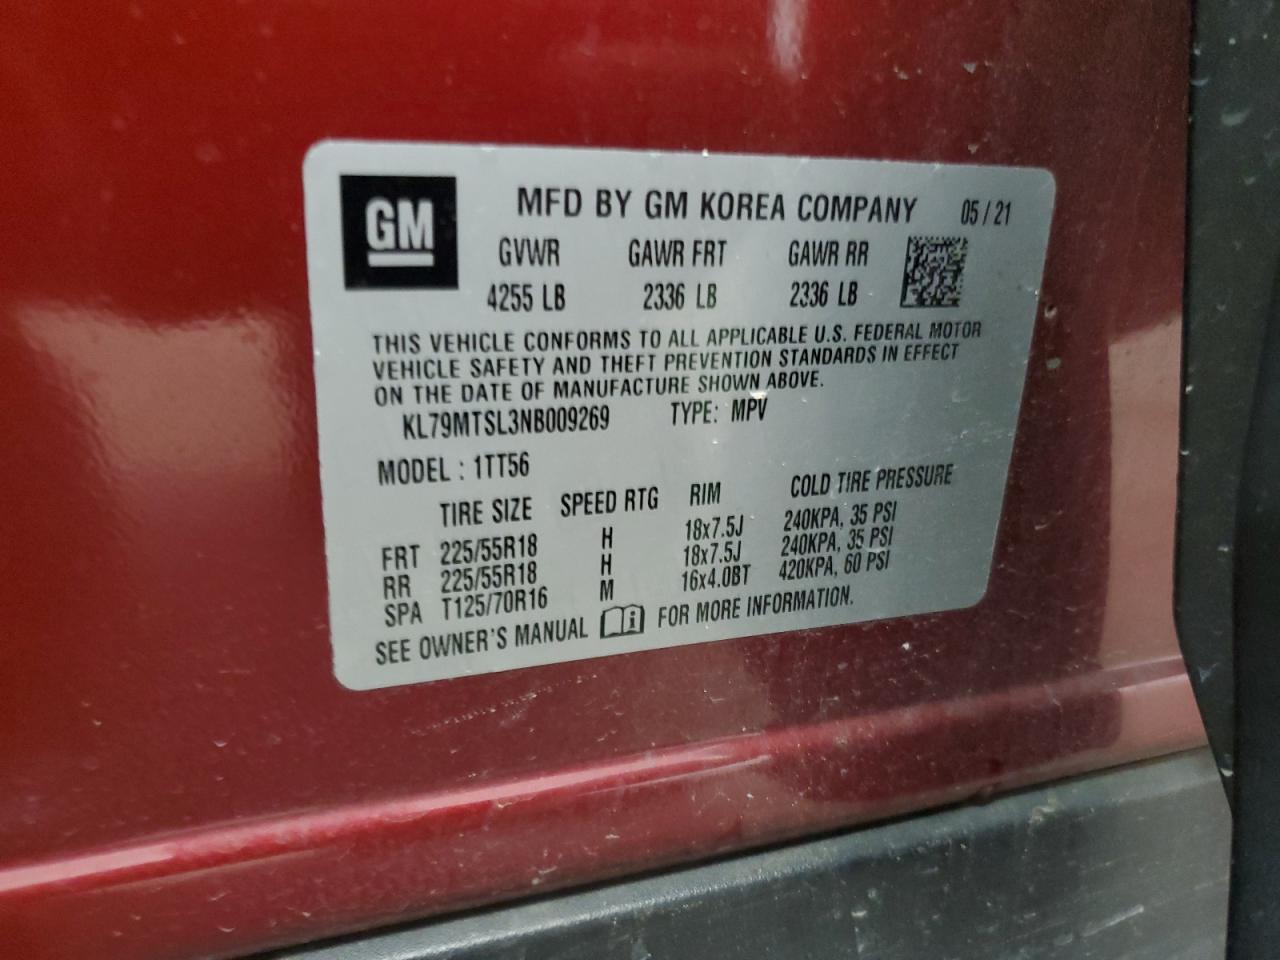 GM
MFD BY GM KOREA COMPANY 05/21
GVWR GAWR FRT GAWR RR
4255 LB 2336 LB 2336 LB
THIS VEHICLE CONFORMS TO ALL APPLICABLE U.S. FEDERAL MOTOR
VEHICLE SAFETY AND THEFT PREVENTION STANDARDS IN EFFECT
ON THE DATE OF MANUFACTURE SHOWN ABOVE.
KL79MTSL3NB009269 TYPE: MPV
MODEL : 1TT56
TIRE SIZE SPEED RTG RIM COLD TIRE PRESSURE
FRT 225/55R18 H 18x7.5J 240KPA, 35 PSI
RR 225/55R18 H 18x7.5J 240KPA, 35 PSI
SPA T125/70R16 M 16x4.0BT 420KPA, 60 PSI
SEE OWNER'S MANUAL FOR MORE INFORMATION.